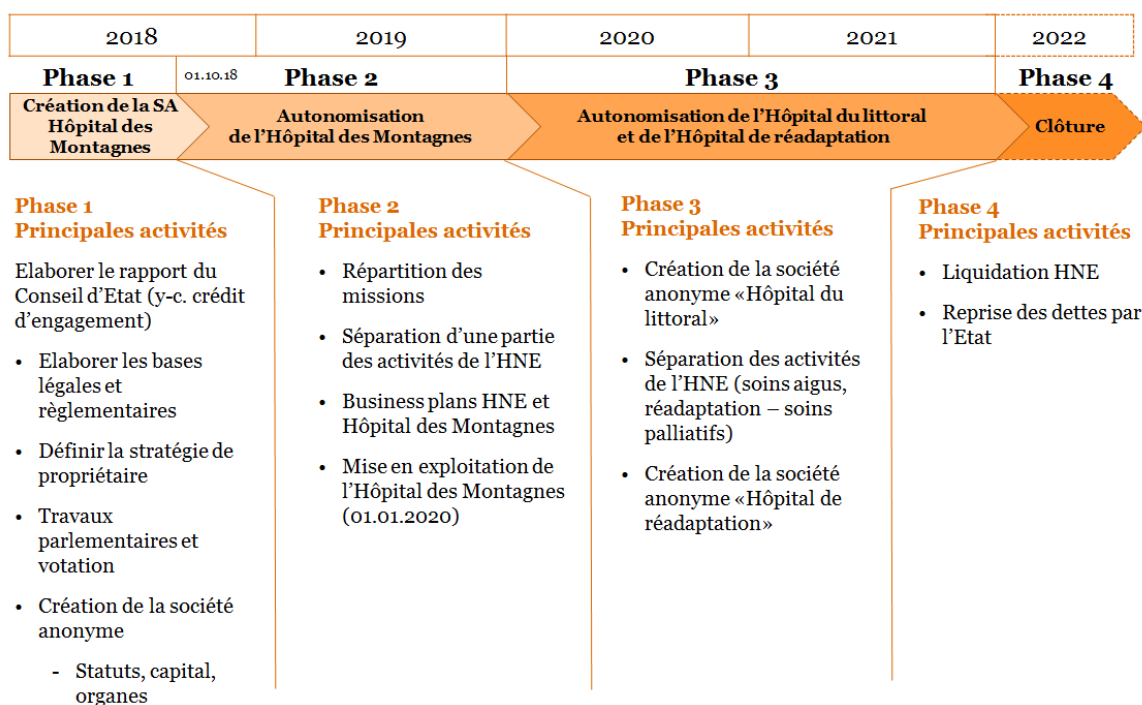 2018 2019 2020 2021 2022
Phase 1 01.10.18 Phase 2 Phase 3 Phase 4
Création de la SA
Hôpital des
Montagnes
Autonomisation
de l'Hôpital des Montagnes
Autonomisation de l'Hôpital du littoral
et de l'Hôpital de réadaptation
Clôture
Phase 1
Principales activités
Elaborer le rapport du
Conseil d'Etat (y-c. crédit
d'engagement)
• Elaborer les bases
légales et
règlementaires
• Définir la stratégie de
propriétaire
• Travaux
parlementaires et
votation
• Création de la société
anonyme
- Statuts, capital,
organes
Phase 2
Principales activités
• Répartition des
missions
• Séparation d'une partie
des activités de l'HNE
• Business plans HNE et
Hôpital des Montagnes
• Mise en exploitation de
l'Hôpital des Montagnes
(01.01.2020)
Phase 3
Principales activités
• Création de la société
anonyme «Hôpital du
littoral»
• Séparation des activités
de l'HNE (soins aigus,
réadaptation – soins
palliatifs)
• Création de la société
anonyme «Hôpital de
réadaptation»
Phase 4
Principales activités
• Liquidation HNE
• Reprise des dettes par
l'Etat